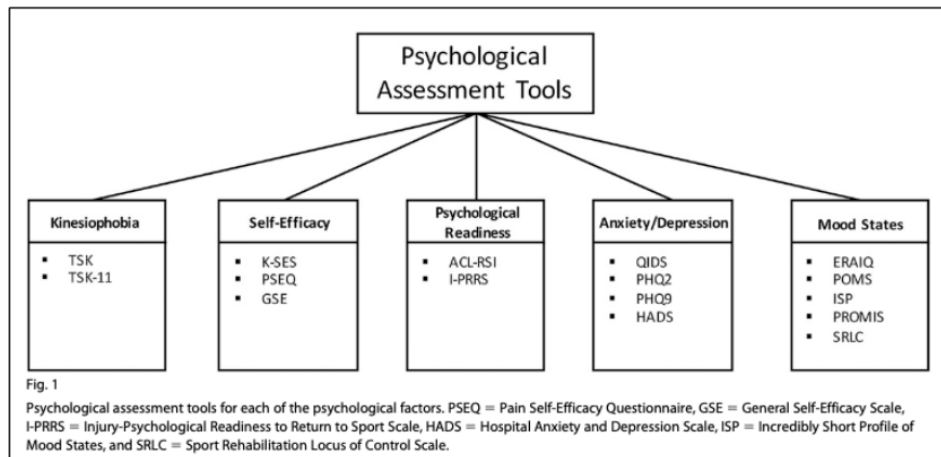 Psychological
Assessment Tools
Kinesiophobia
▪ TSK
▪ TSK-11
Self-Efficacy
▪ K-SES
▪ PSEQ
▪ GSE
Psychological
Readiness
▪ ACL-RSI
▪ I-PRRS
Anxiety/Depression
▪ QIDS
▪ PHQ2
▪ PHQ9
▪ HADS
Mood States
▪ ERAIQ
▪ POMS
▪ ISP
▪ PROMIS
▪ SRLC
Fig. 1
Psychological assessment tools for each of the psychological factors. PSEQ = Pain Self-Efficacy Questionnaire, GSE = General Self-Efficacy Scale,
I-PRRS = Injury-Psychological Readiness to Return to Sport Scale, HADS = Hospital Anxiety and Depression Scale, ISP = Incredibly Short Profile of
Mood States, and SRLC = Sport Rehabilitation Locus of Control Scale.